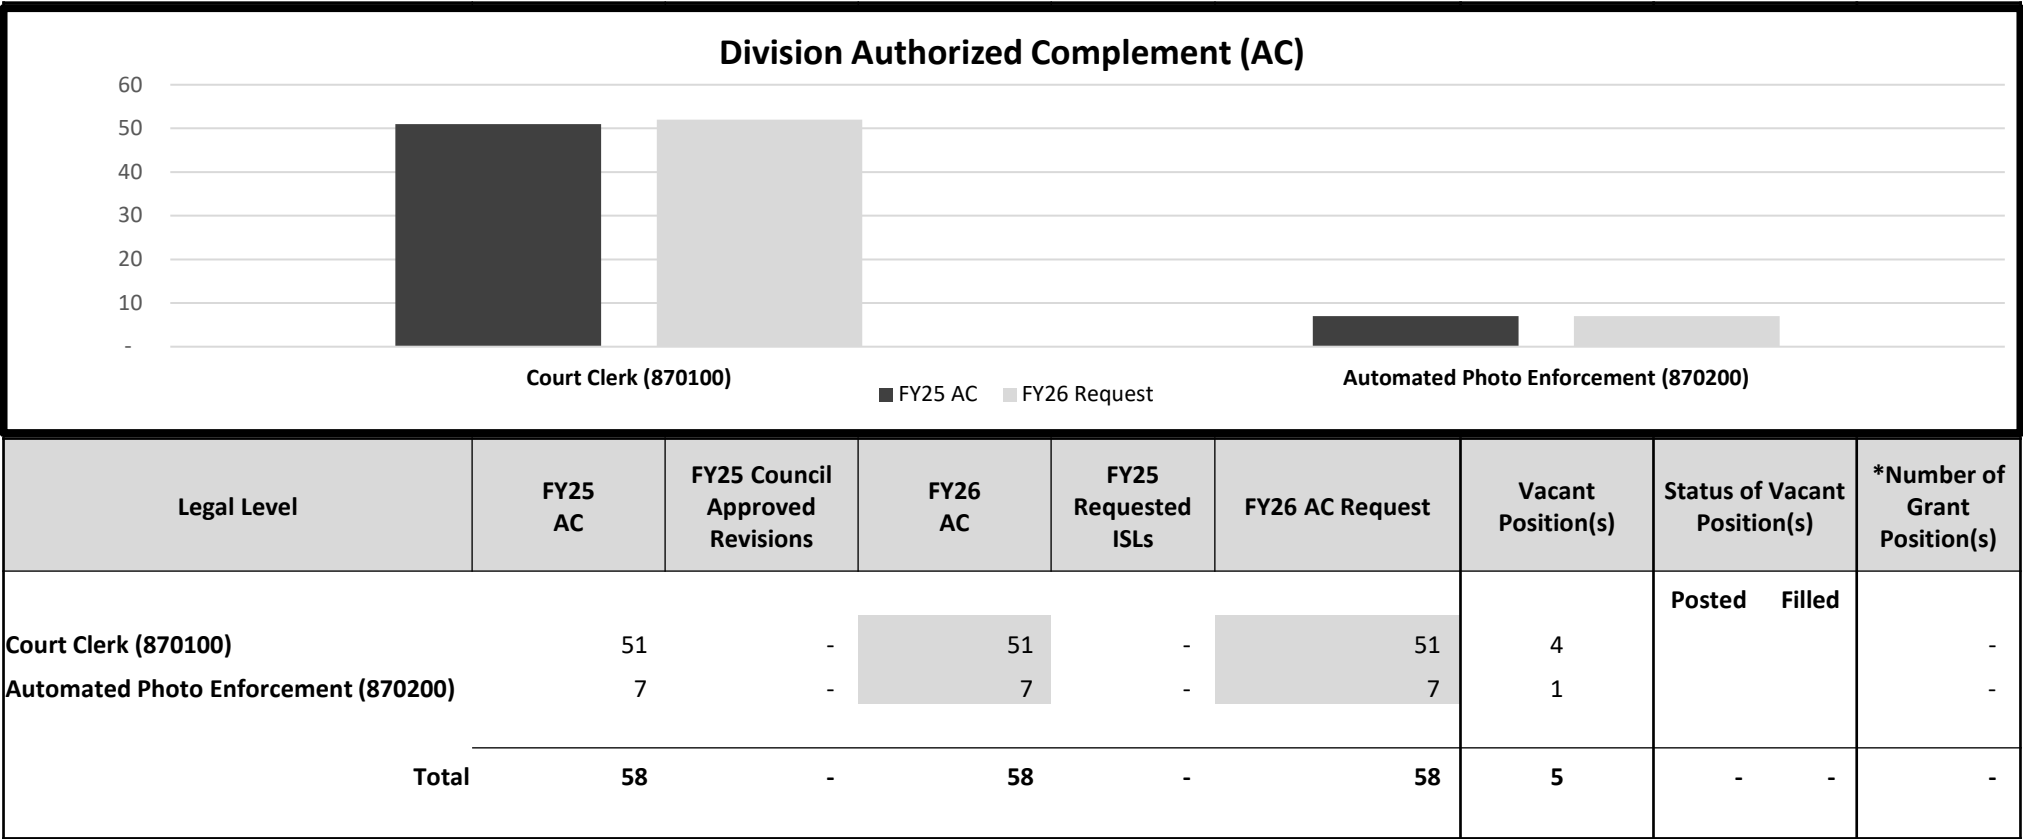 Division Authorized Complement (AC)
60
50
40
30
20
10
-
Court Clerk (870100)
Automated Photo Enforcement (870200)
FY25 AC
FY26 Request
Legal Level
FY25
AC
FY25 Council
Approved
Revisions
FY26
AC
FY25
Requested
ISLs
FY26 AC Request
Vacant
Position(s)
Status of Vacant
Position(s)
*Number of
Grant
Position(s)
Posted Filled
Court Clerk (870100) 51 - 51 - 51 4 -
Automated Photo Enforcement (870200) 7 - 7 - 7 1 -
Total 58 - 58 - 58 5 - - -